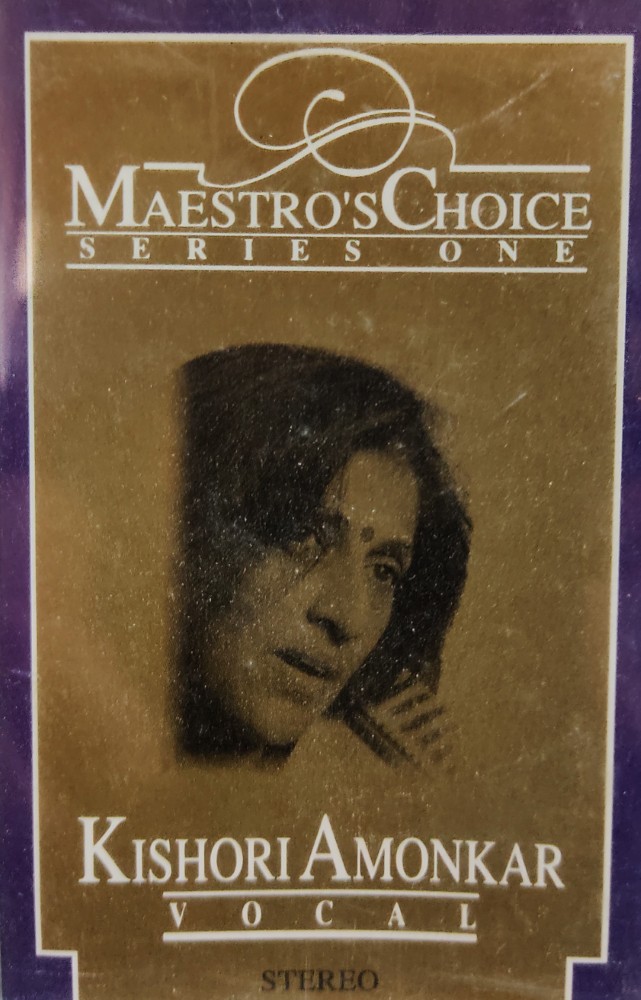 MAESTRO'S CHOICE
SERIES ONE
KISHORI AMONKAR
VOCAL
STEREO